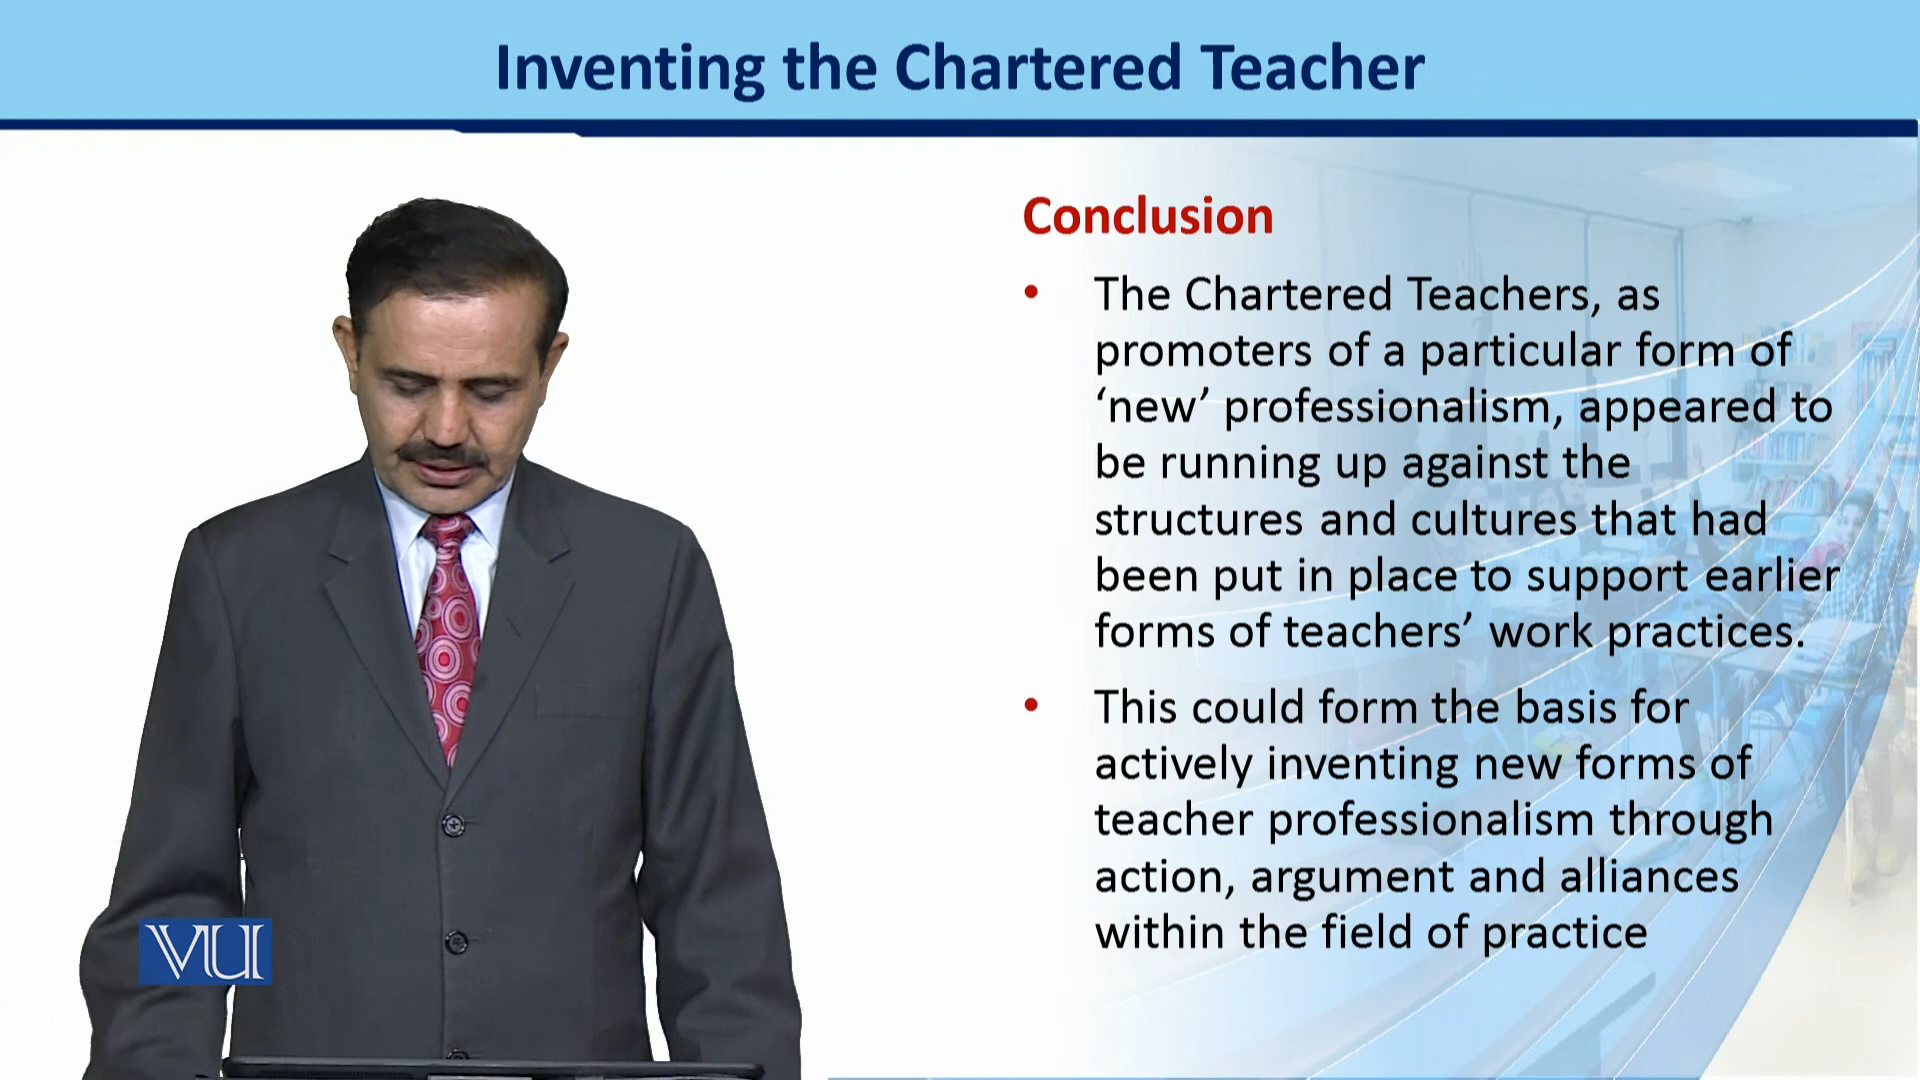 Inventing the Chartered Teacher
Conclusion
• The Chartered Teachers, as
promoters of a particular form of
‘new’ professionalism, appeared to
be running up against the
structures and cultures that had
been put in place to support earlier
forms of teachers’ work practices.
• This could form the basis for
actively inventing new forms of
teacher professionalism through
action, argument and alliances
within the field of practice
VU